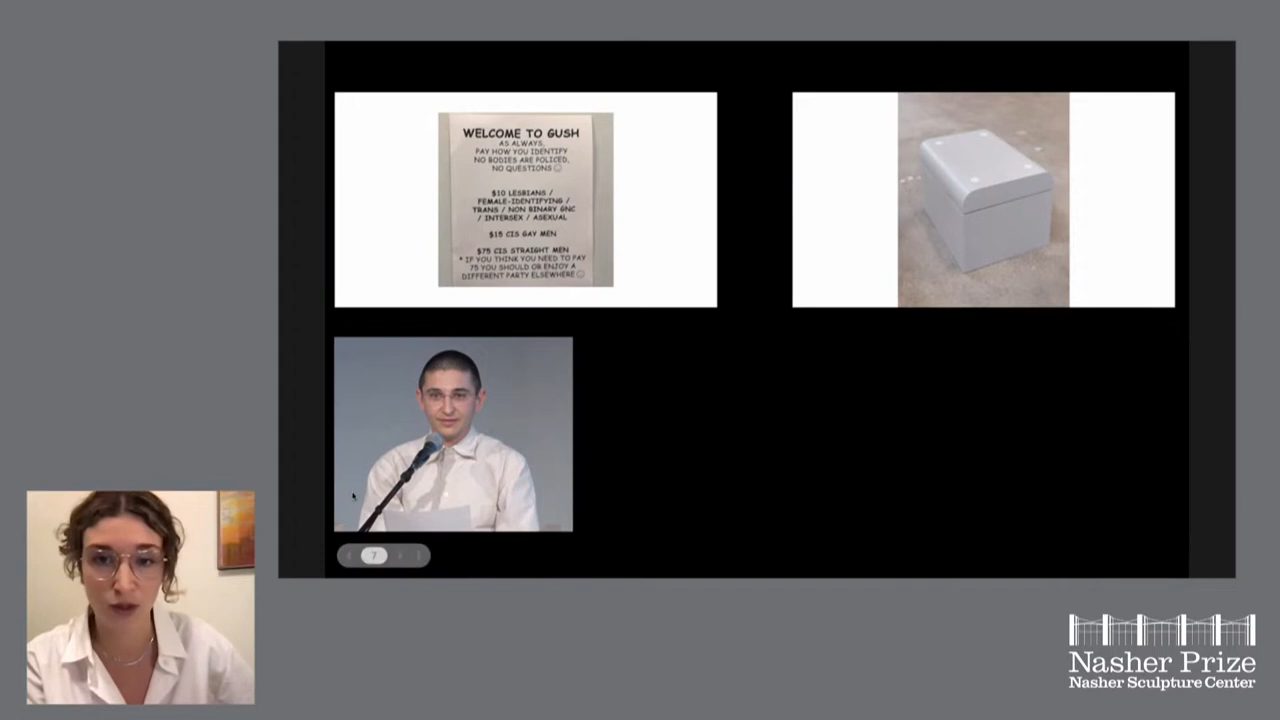 WELCOME TO GUSH
AS ALWAYS,
PAY HOW YOU IDENTIFY
NO BODIES ARE POLICED,
NO QUESTIONS ☺
$10 LESBIANS /
FEMALE-IDENTIFYING /
TRANS / NON BINARY GNC
/ INTERSEX / ASEXUAL
$15 CIS GAY MEN
$75 CIS STRAIGHT MEN
* IF YOU THINK YOU NEED TO PAY
75 YOU SHOULD OR ENJOY A
DIFFERENT PARTY ELSEWHERE ☺
7
Nasher Prize
Nasher Sculpture Center